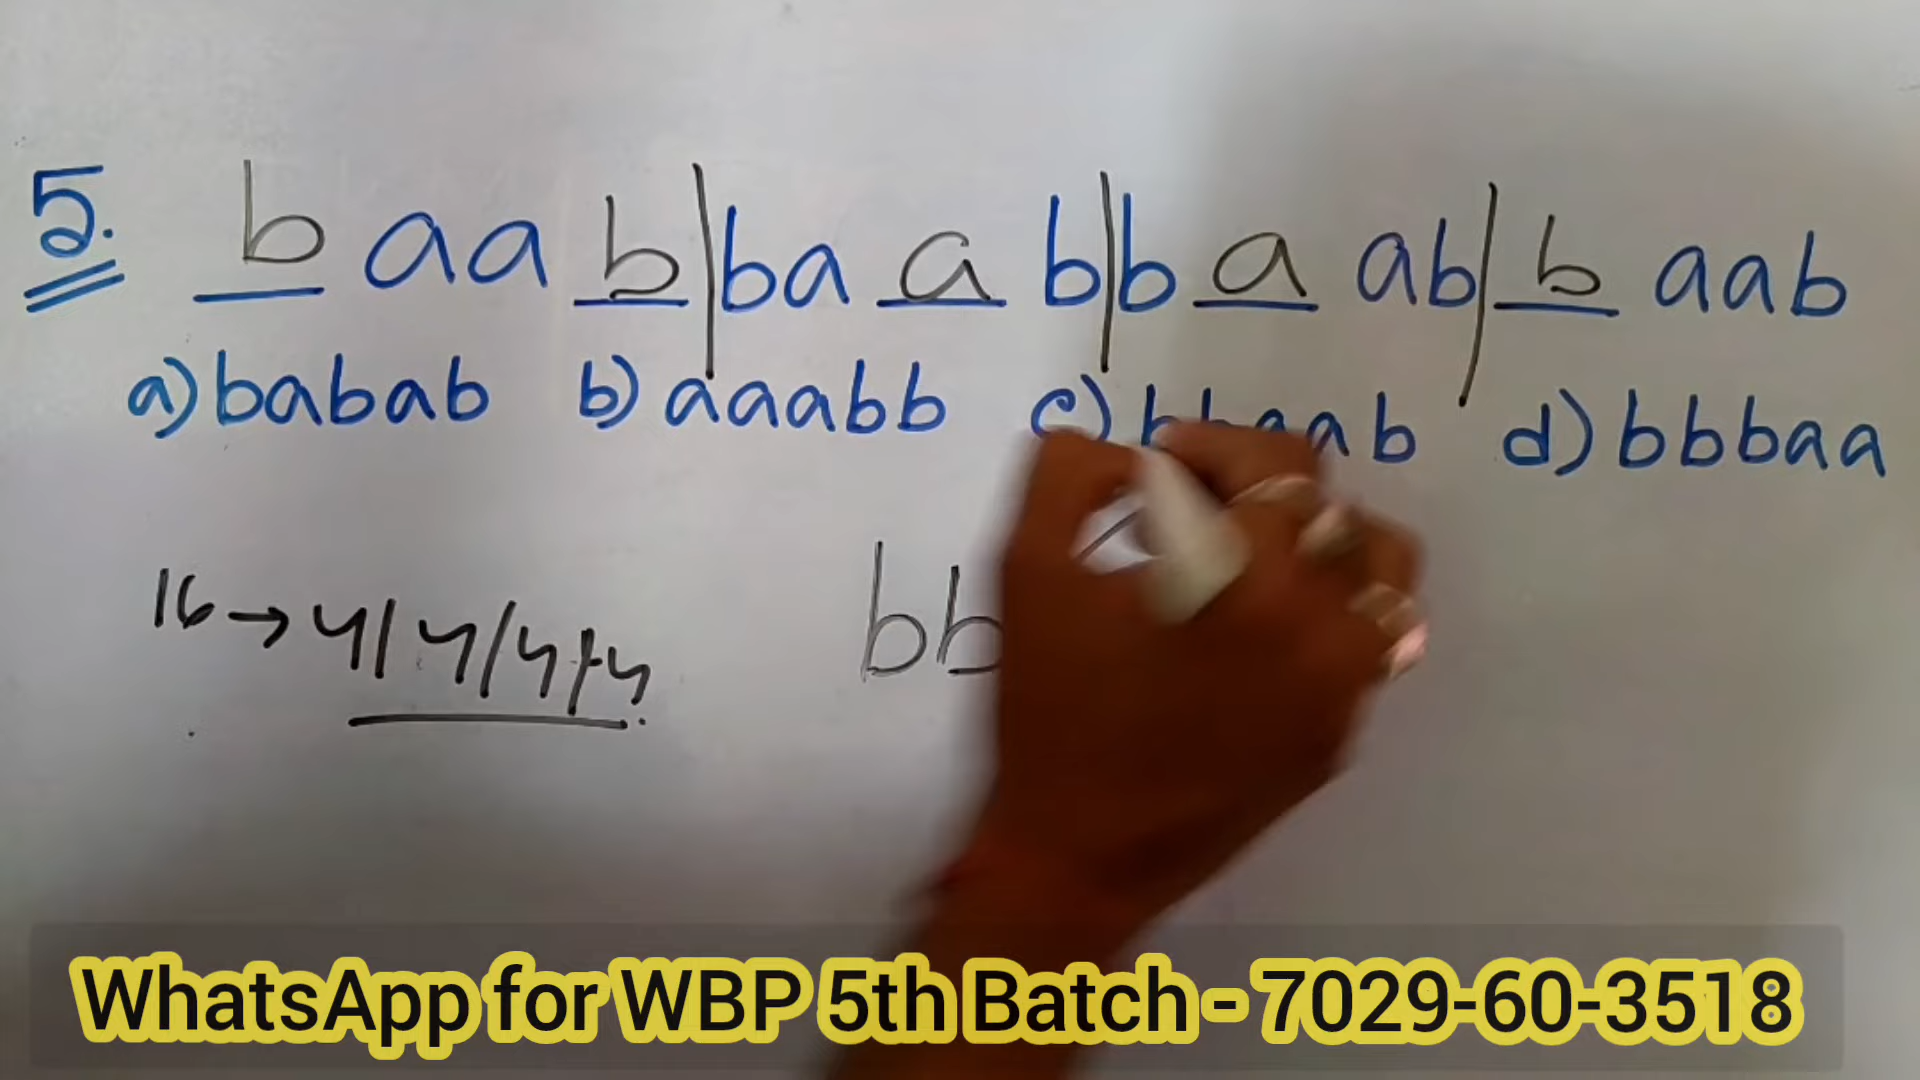 5. b aa b|ba a b|b a ab|b aab
a) babab b) aaabb c) bbaab d) bbbaa
16 → 4/4/4/4
bb
WhatsApp for WBP 5th Batch - 7029-60-3518